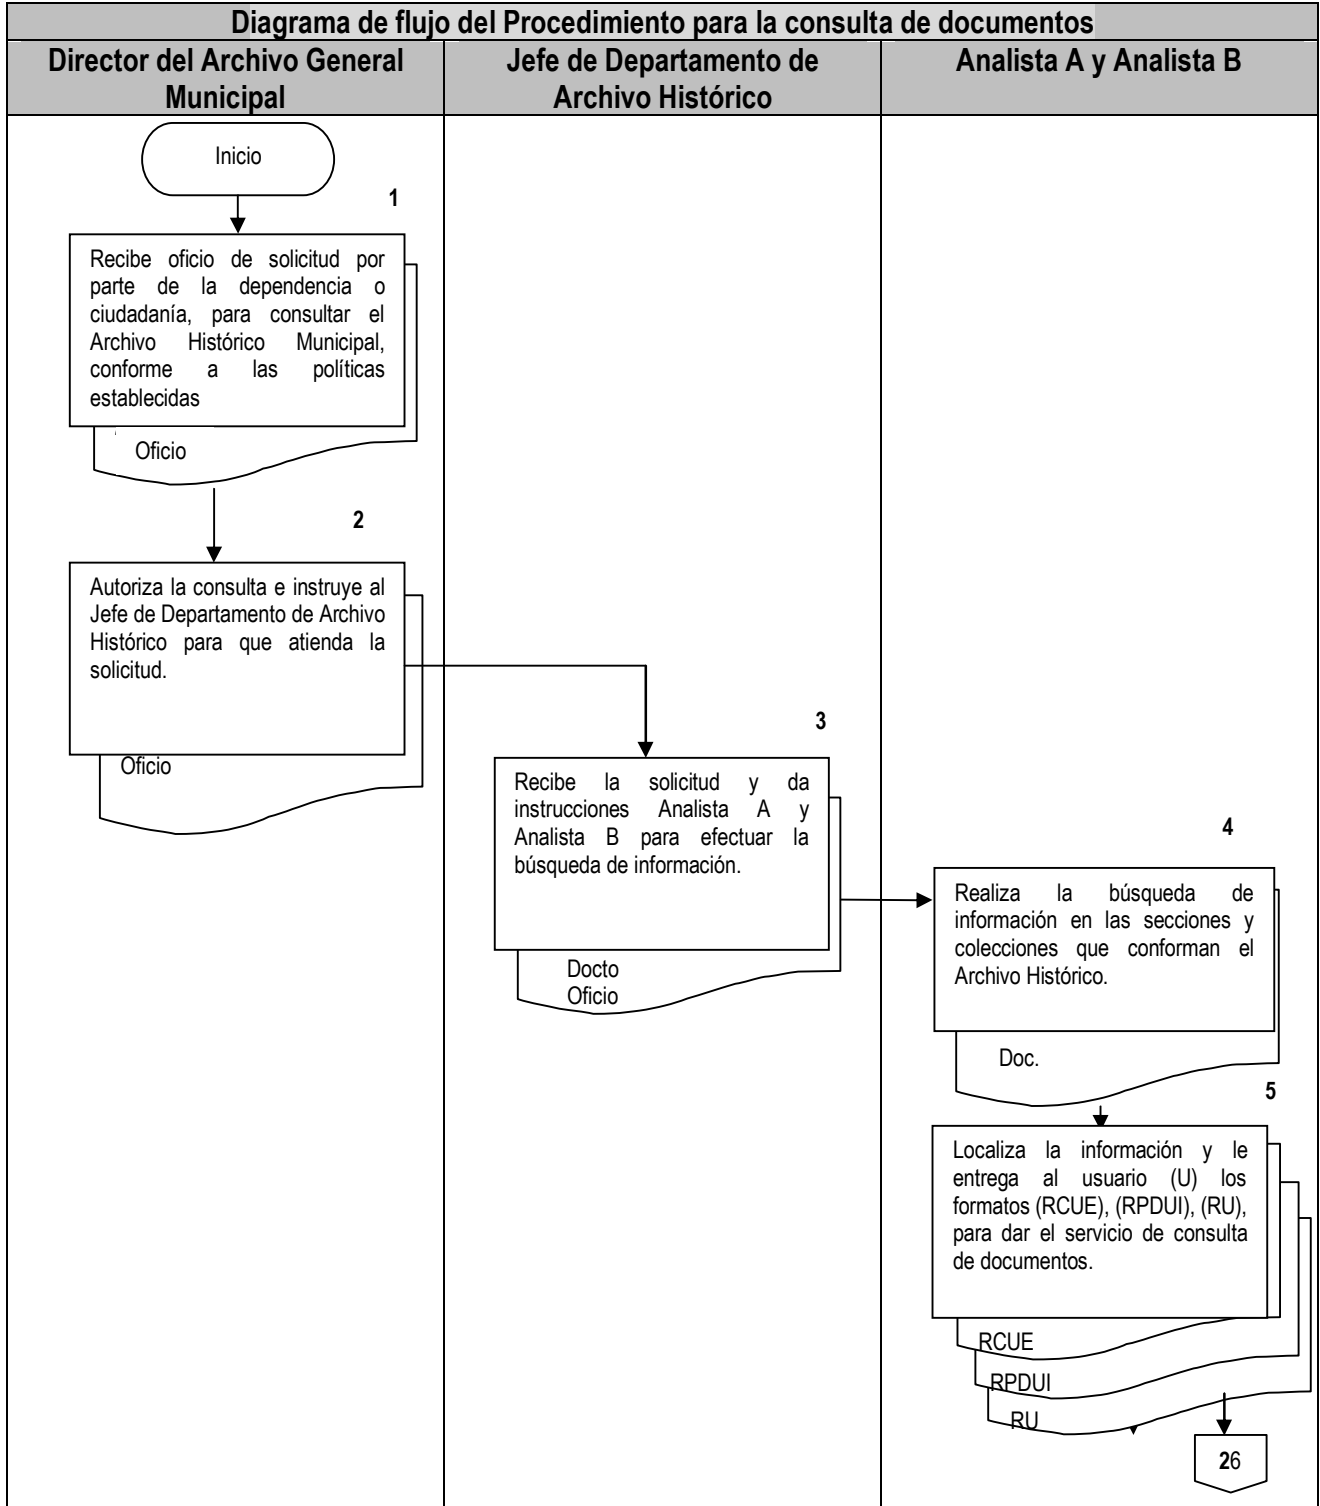 Diagrama de flujo del Procedimiento para la consulta de documentos
Director del Archivo General
Municipal
Jefe de Departamento de
Archivo Histórico
Analista A y Analista B
Inicio
1
Recibe oficio de solicitud por
parte de la dependencia o
ciudadanía, para consultar el
Archivo Histórico Municipal,
conforme a las políticas
establecidas
Oficio
2
Autoriza la consulta e instruye al
Jefe de Departamento de Archivo
Histórico para que atienda la
solicitud.
Oficio
3
Recibe la solicitud y da
instrucciones Analista A y
Analista B para efectuar la
búsqueda de información.
Docto
Oficio
4
Realiza la búsqueda de
información en las secciones y
colecciones que conforman el
Archivo Histórico.
Doc.
5
Localiza la información y le
entrega al usuario (U) los
formatos (RCUE), (RPDUI), (RU),
para dar el servicio de consulta
de documentos.
RCUE
RPDUI
RU
26